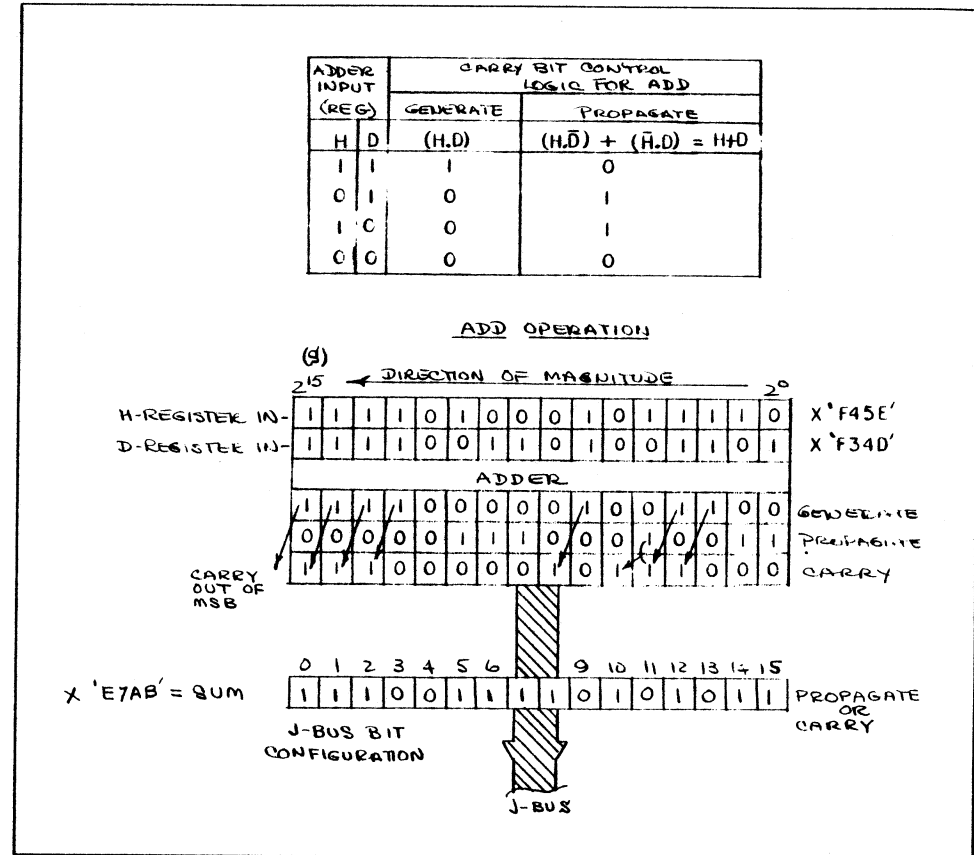 ADDER INPUT (REG)
CARRY BIT CONTROL
LOGIC FOR ADD
GENERATE PROPAGATE
H D (H.D) (H.D̄) + (H̄.D) = H+D
1 1 1 0
0 1 0 1
1 0 0 1
0 0 0 0
ADD OPERATION
(S)
2¹⁵ DIRECTION OF MAGNITUDE 2⁰
H-REGISTER IN- 1 1 1 1 0 1 0 0 0 1 0 1 1 1 1 0 X 'F45E'
D-REGISTER IN- 1 1 1 1 0 0 1 1 0 1 0 0 1 1 0 1 X 'F34D'
ADDER
1 1 1 1 0 0 0 0 0 1 0 0 1 1 0 0 GENERATE
0 0 0 0 0 1 1 1 0 0 0 1 0 0 1 1 PROPAGATE
1 1 1 0 0 0 0 0 1 0 1 1 1 0 0 0 CARRY
CARRY
OUT OF
MSB
0 1 2 3 4 5 6 9 10 11 12 13 14 15
X 'E7AB' = SUM 1 1 1 0 0 1 1 1 1 0 1 0 1 0 1 1 PROPAGATE
OR
CARRY
J-BUS BIT
CONFIGURATION
J-BUS